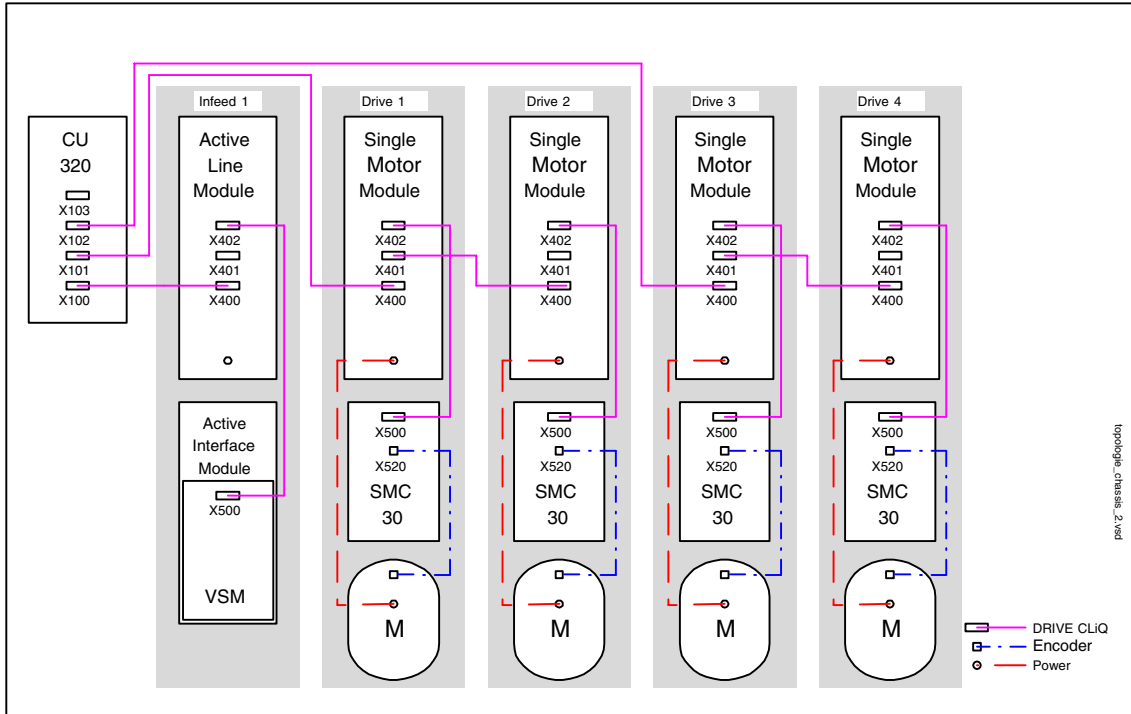 CU
320
X103
X102
X101
X100
Infeed 1
Active
Line
Module
X402
X401
X400
Active
Interface
Module
X500
VSM
Drive 1
Single
Motor
Module
X402
X401
X400
X500
X520
SMC
30
M
Drive 2
Single
Motor
Module
X402
X401
X400
X500
X520
SMC
30
M
Drive 3
Single
Motor
Module
X402
X401
X400
X500
X520
SMC
30
M
Drive 4
Single
Motor
Module
X402
X401
X400
X500
X520
SMC
30
M
topologie_chassis_2.vsd
DRIVE CLiQ
Encoder
Power